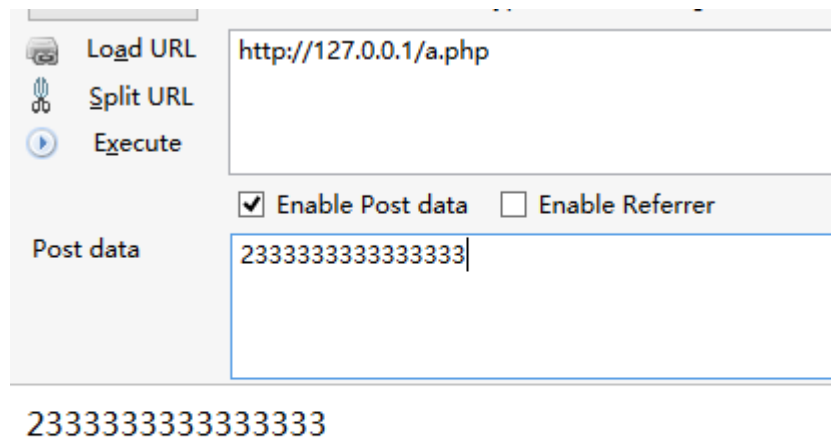 Load URL
http://127.0.0.1/a.php
Split URL
Execute
Enable Post data
Enable Referrer
Post data
2333333333333333
2333333333333333